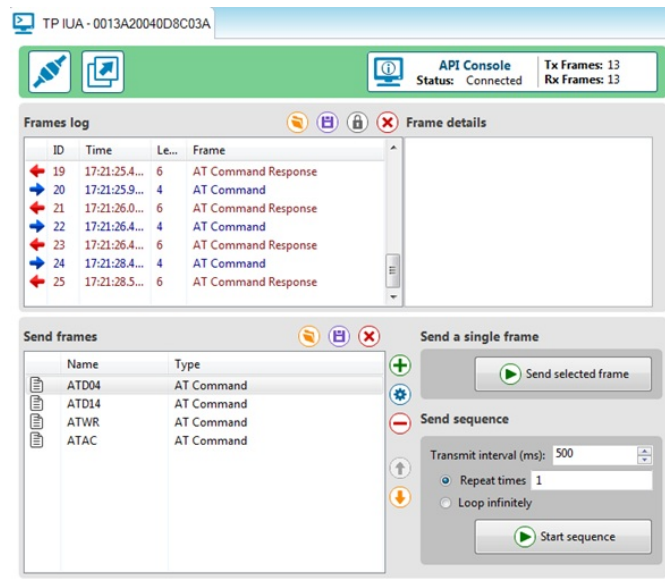 TP IUA - 0013A20040D8C03A
API Console
Status: Connected
Tx Frames: 13
Rx Frames: 13
Frames log
Frame details
ID Time Le... Frame
19 17:21:25.4... 6 AT Command Response
20 17:21:25.9... 4 AT Command
21 17:21:26.0... 6 AT Command Response
22 17:21:26.4... 4 AT Command
23 17:21:26.4... 6 AT Command Response
24 17:21:28.4... 4 AT Command
25 17:21:28.5... 6 AT Command Response
Send frames
Name Type
ATD04 AT Command
ATD14 AT Command
ATWR AT Command
ATAC AT Command
Send a single frame
Send selected frame
Send sequence
Transmit interval (ms): 500
Repeat times 1
Loop infinitely
Start sequence